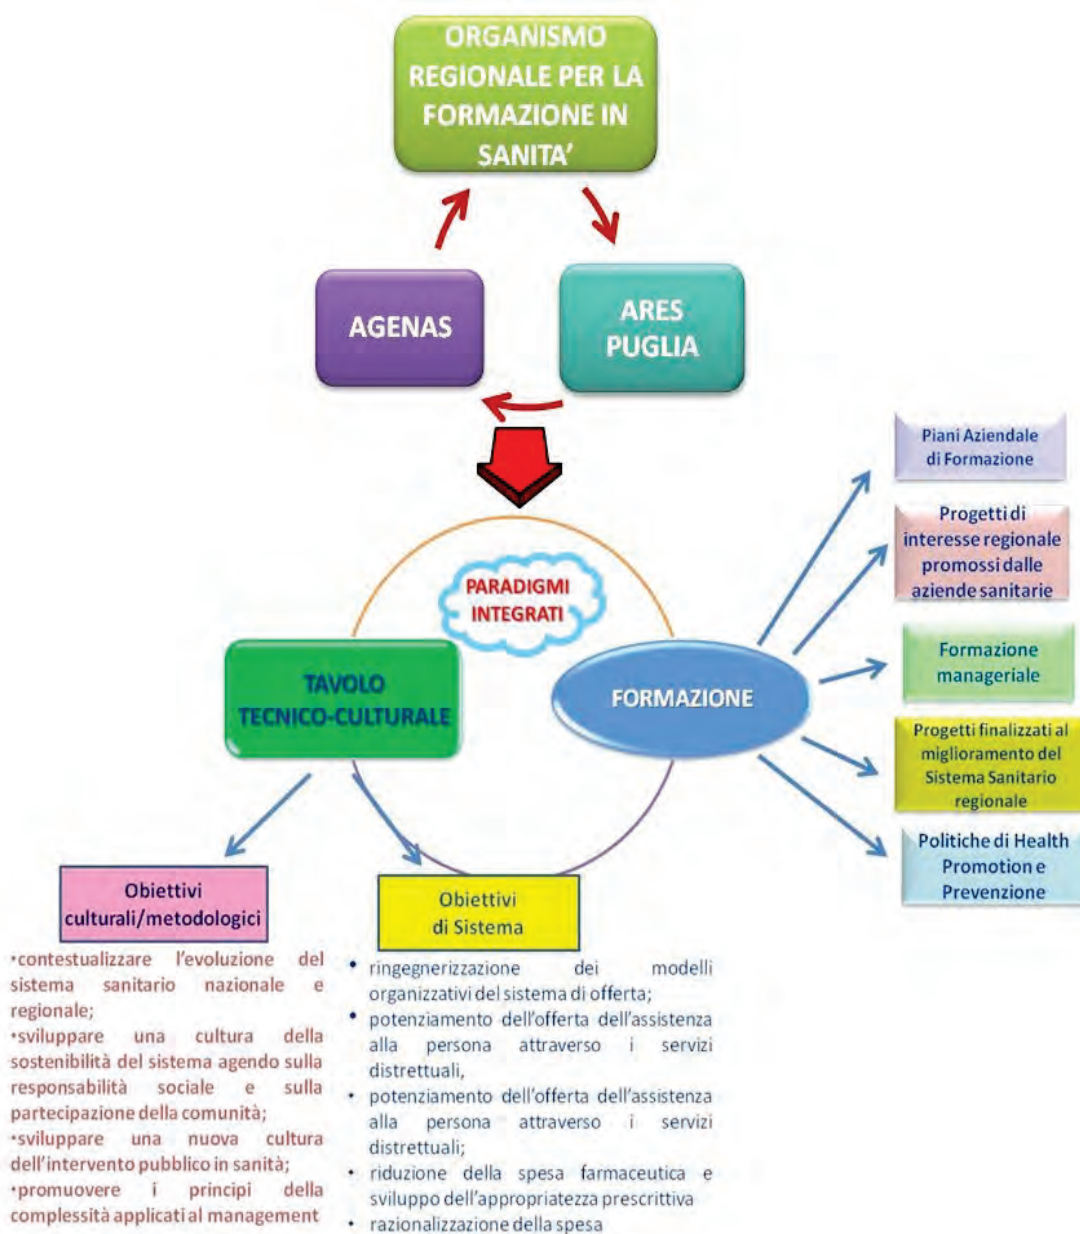 ORGANISMO
REGIONALE PER LA
FORMAZIONE IN
SANITA'
AGENAS
ARES
PUGLIA
PARADIGMI
INTEGRATI
TAVOLO
TECNICO-CULTURALE
FORMAZIONE
Piani Aziendale
di Formazione
Progetti di
interesse regionale
promossi dalle
aziende sanitarie
Formazione
manageriale
Progetti finalizzati al
miglioramento del
Sistema Sanitario
regionale
Politiche di Health
Promotion e
Prevenzione
Obiettivi
culturali/metodologici
•contestualizzare l'evoluzione del
sistema sanitario nazionale e
regionale;
•sviluppare una cultura della
sostenibilità del sistema agendo sulla
responsabilità sociale e sulla
partecipazione della comunità;
•sviluppare una nuova cultura
dell'intervento pubblico in sanità;
•promuovere i principi della
complessità applicati al management
Obiettivi
di Sistema
• ringegnerizzazione dei modelli
organizzativi del sistema di offerta;
• potenziamento dell'offerta dell'assistenza
alla persona attraverso i servizi
distrettuali,
• potenziamento dell'offerta dell'assistenza
alla persona attraverso i servizi
distrettuali;
• riduzione della spesa farmaceutica e
sviluppo dell'appropriatezza prescrittiva
• razionalizzazione della spesa